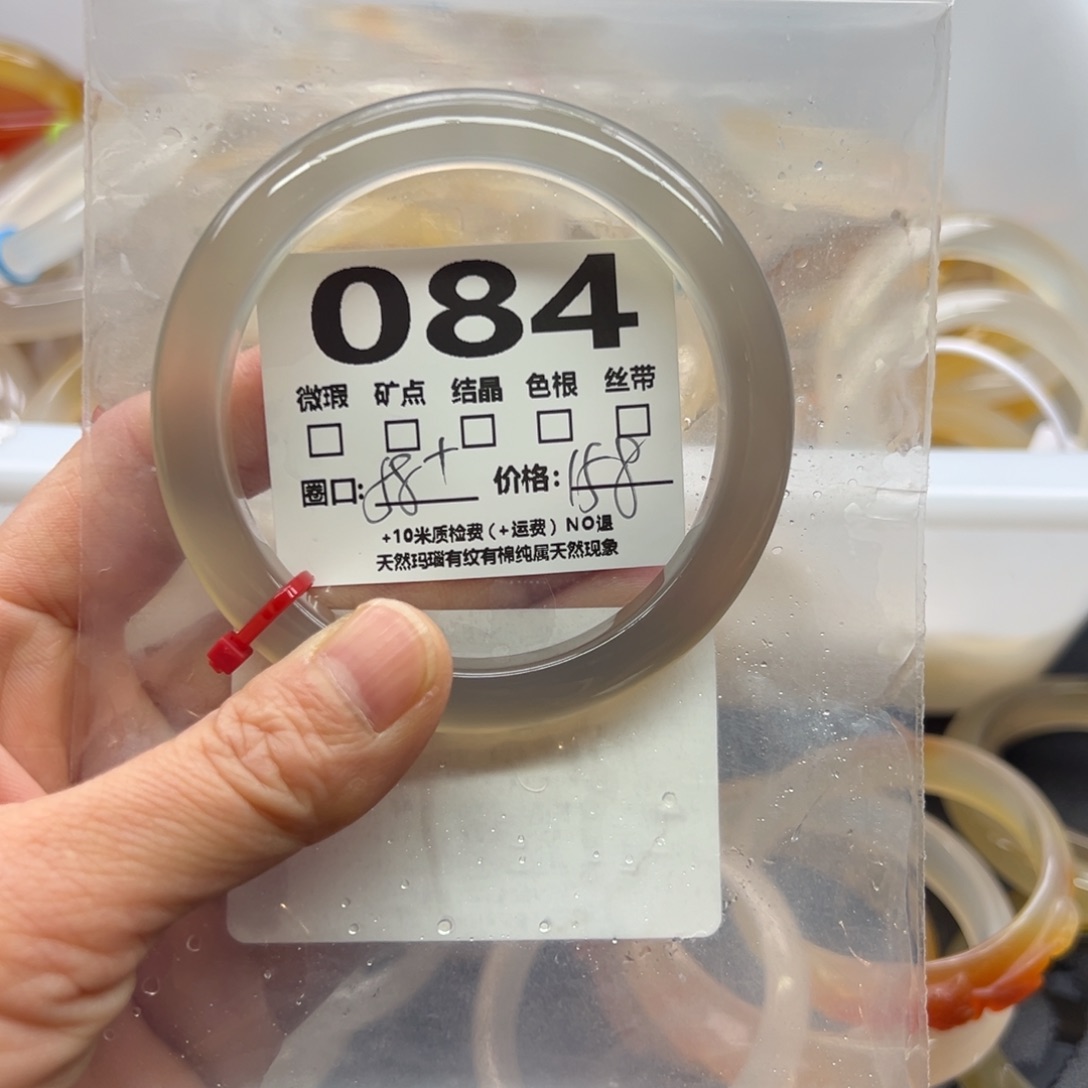 084
微瑕 矿点 结晶 色根 丝带
圈口: 58+ 价格: 158
+10米质检费(+运费)NO退
天然玛瑙有纹有棉纯属天然现象